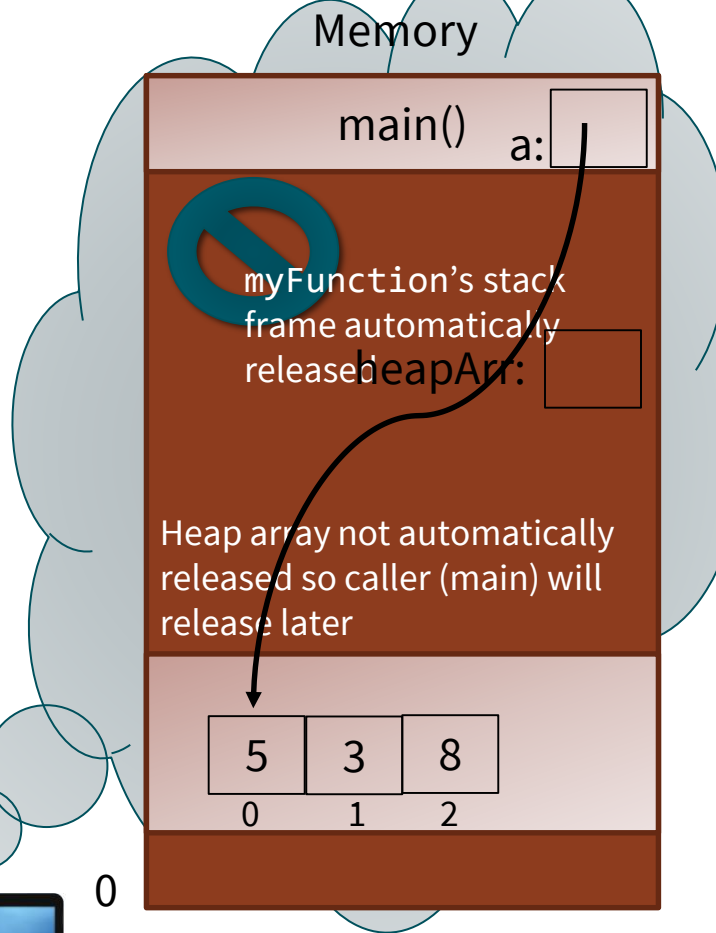 Memory
main()
a:
myFunction’s stack
frame automatically
released
heapArr:
Heap array not automatically
released so caller (main) will
release later
5 3 8
0 1 2
0